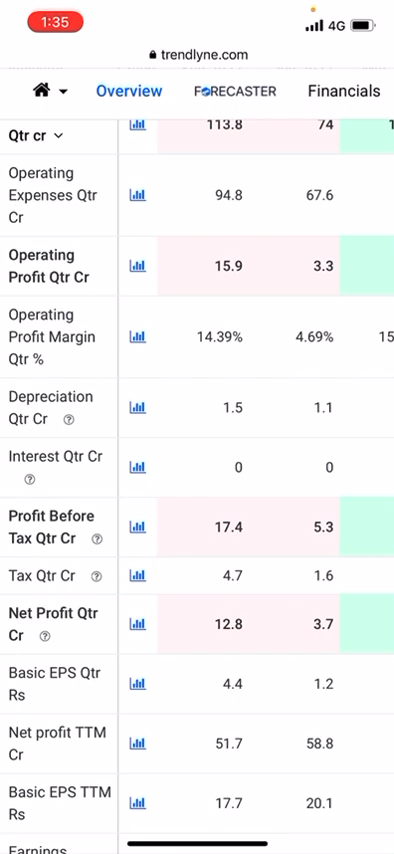 1:35
4G
trendlyne.com
Overview FORECASTER Financials
Qtr cr 113.8 74 1
Operating
Expenses Qtr 94.8 67.6
Cr
Operating
Profit Qtr Cr 15.9 3.3
Operating
Profit Margin 14.39% 4.69% 15
Qtr %
Depreciation
Qtr Cr 1.5 1.1
Interest Qtr Cr 0 0
Profit Before
Tax Qtr Cr 17.4 5.3
Tax Qtr Cr 4.7 1.6
Net Profit Qtr
Cr 12.8 3.7
Basic EPS Qtr
Rs 4.4 1.2
Net profit TTM
Cr 51.7 58.8
Basic EPS TTM
Rs 17.7 20.1
Earnings